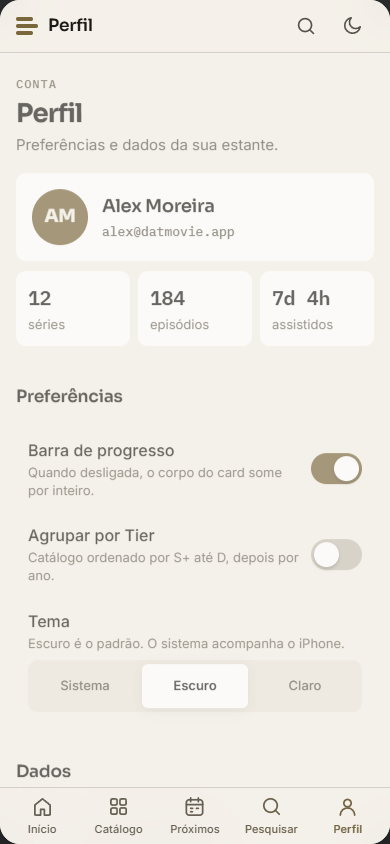 Perfil
CONTA
Perfil
Preferências e dados da sua estante.
AM
Alex Moreira
alex@datmovie.app
12
séries
184
episódios
7d 4h
assistidos
Preferências
Barra de progresso
Quando desligada, o corpo do card some
por inteiro.
Agrupar por Tier
Catálogo ordenado por S+ até D, depois por
ano.
Tema
Escuro é o padrão. O sistema acompanha o iPhone.
Sistema
Escuro
Claro
Dados
Início
Catálogo
Próximos
Pesquisar
Perfil